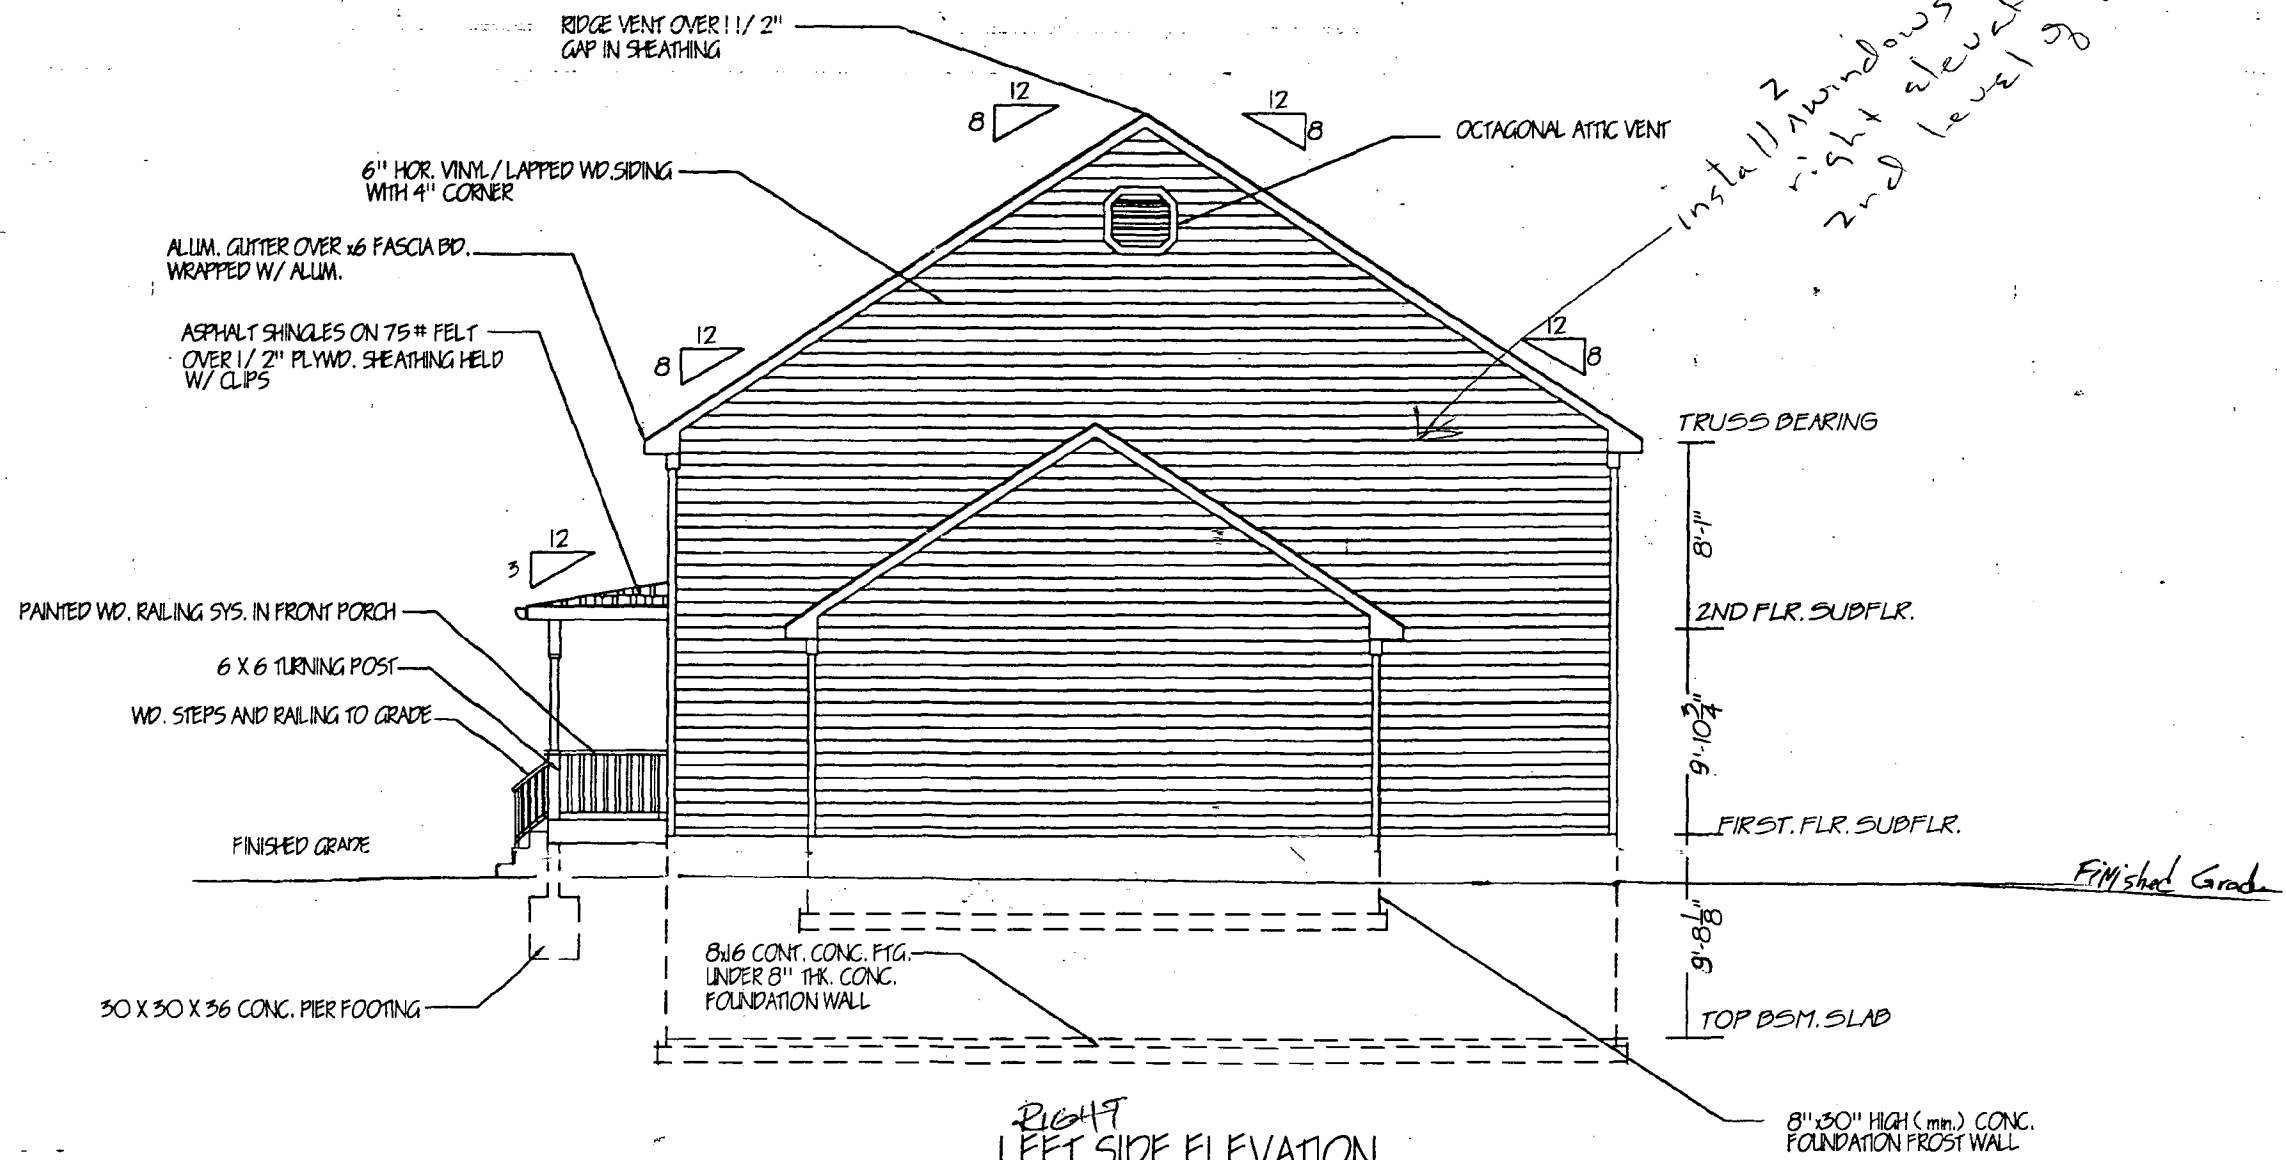 RIDGE VENT OVER 1 1/2"
GAP IN SHEATHING
12
8
12
8
OCTAGONAL ATTIC VENT
install 2 windows
right elevat
2nd level of
6" HOR. VINYL / LAPPED WD. SIDING
WITH 4" CORNER
ALUM. GUTTER OVER x6 FASCIA BD.
WRAPPED W/ ALUM.
ASPHALT SHINGLES ON 75# FELT
OVER 1/2" PLYWD. SHEATHING HELD
W/ CLIPS
12
8
12
8
TRUSS BEARING
8'-1"
12
3
2ND FLR. SUBFLR.
PAINTED WD. RAILING SYS. IN FRONT PORCH
6 X 6 TURNING POST
WD. STEPS AND RAILING TO GRADE
9'-10 3/4"
FIRST. FLR. SUBFLR.
FINISHED GRADE
Finished Grade
9'-8 1/8"
8x16 CONT. CONC. FTG.
UNDER 8" THK. CONC.
FOUNDATION WALL
30 X 30 X 36 CONC. PIER FOOTING
TOP BSM. SLAB
RIGHT
LEFT SIDE ELEVATION
8"x30" HIGH (min.) CONC.
FOUNDATION FROST WALL